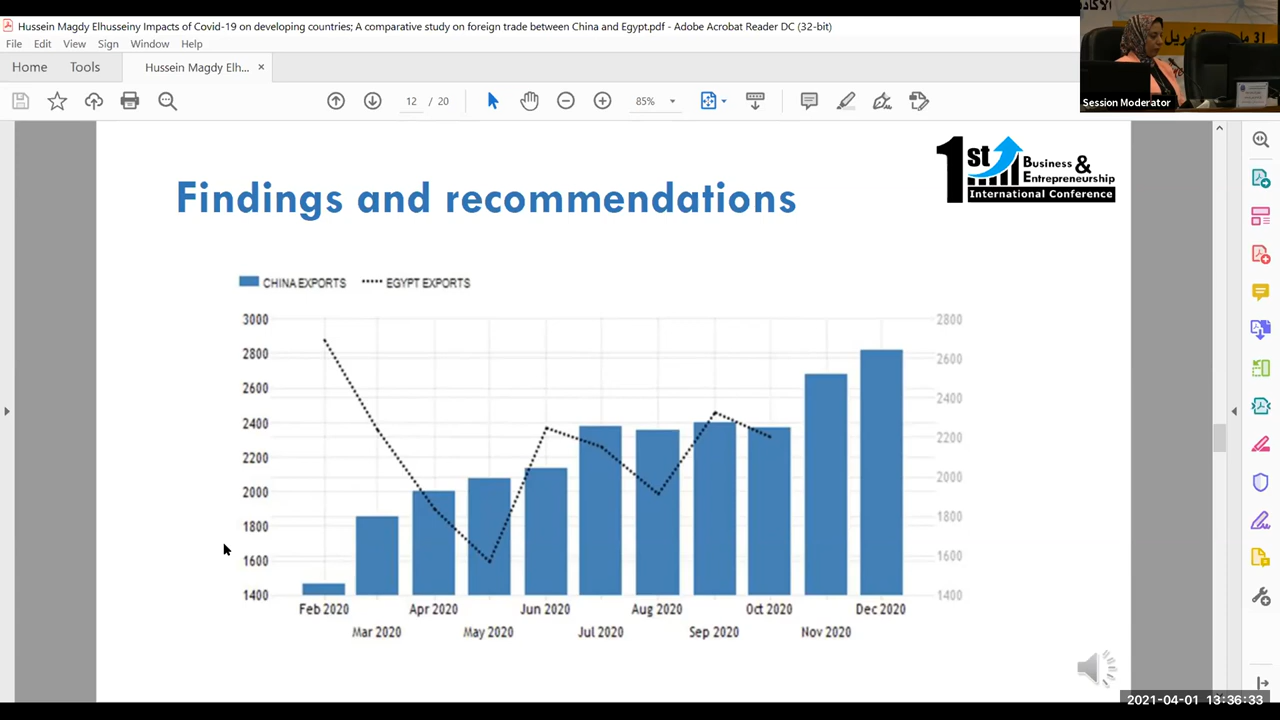 Hussein Magdy Elhusseiny Impacts of Covid-19 on developing countries; A comparative study on foreign trade between China and Egypt.pdf - Adobe Acrobat Reader DC (32-bit)
File Edit View Sign Window Help
Home Tools Hussein Magdy Elh... ×
12 / 20 85%
31
Session Moderator
1st Business & Entrepreneurship
International Conference
Findings and recommendations
CHINA EXPORTS EGYPT EXPORTS
3000 2800
2800 2600
2600 2400
2400 2200
2200 2000
2000 1800
1800 1600
1600 1400
1400
Feb 2020 Apr 2020 Jun 2020 Aug 2020 Oct 2020 Dec 2020
Mar 2020 May 2020 Jul 2020 Sep 2020 Nov 2020
2021-04-01 13:36:33